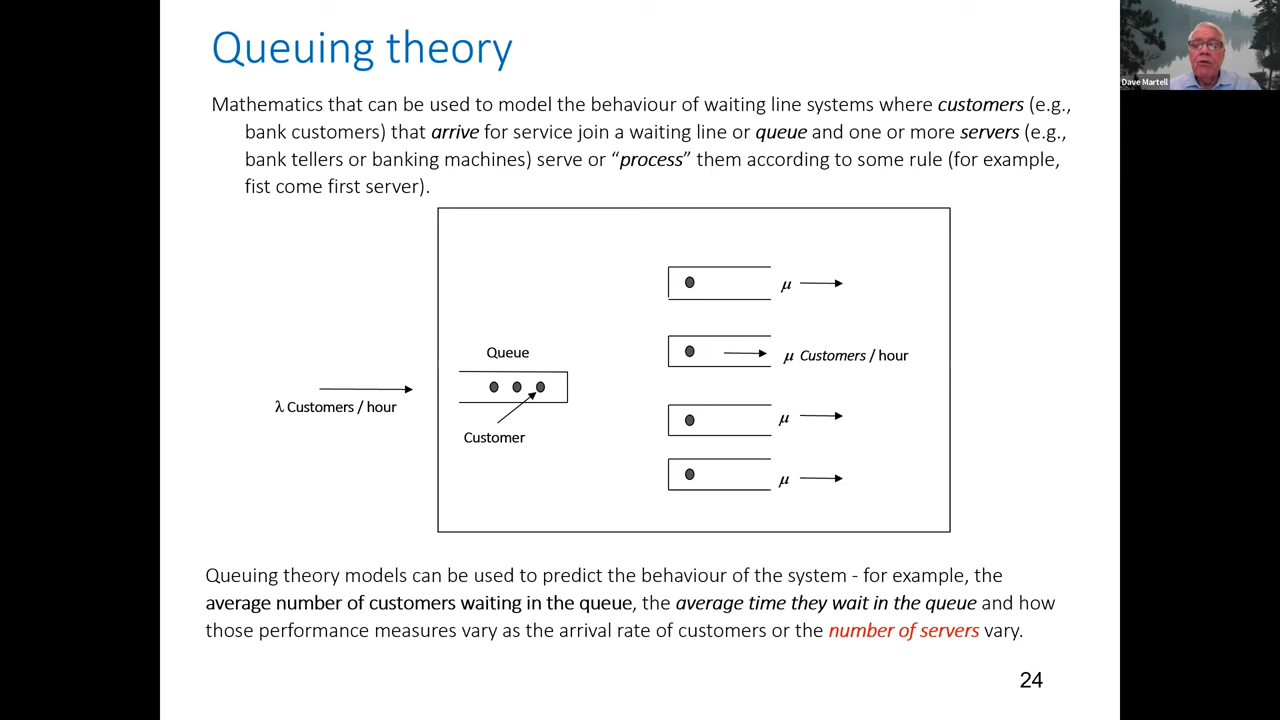 Queuing theory
Dave Martell
Mathematics that can be used to model the behaviour of waiting line systems where customers (e.g.,
bank customers) that arrive for service join a waiting line or queue and one or more servers (e.g.,
bank tellers or banking machines) serve or “process” them according to some rule (for example,
fist come first server).
μ
Queue
μ Customers / hour
λ Customers / hour
μ
Customer
μ
Queuing theory models can be used to predict the behaviour of the system - for example, the
average number of customers waiting in the queue, the average time they wait in the queue and how
those performance measures vary as the arrival rate of customers or the number of servers vary.
24